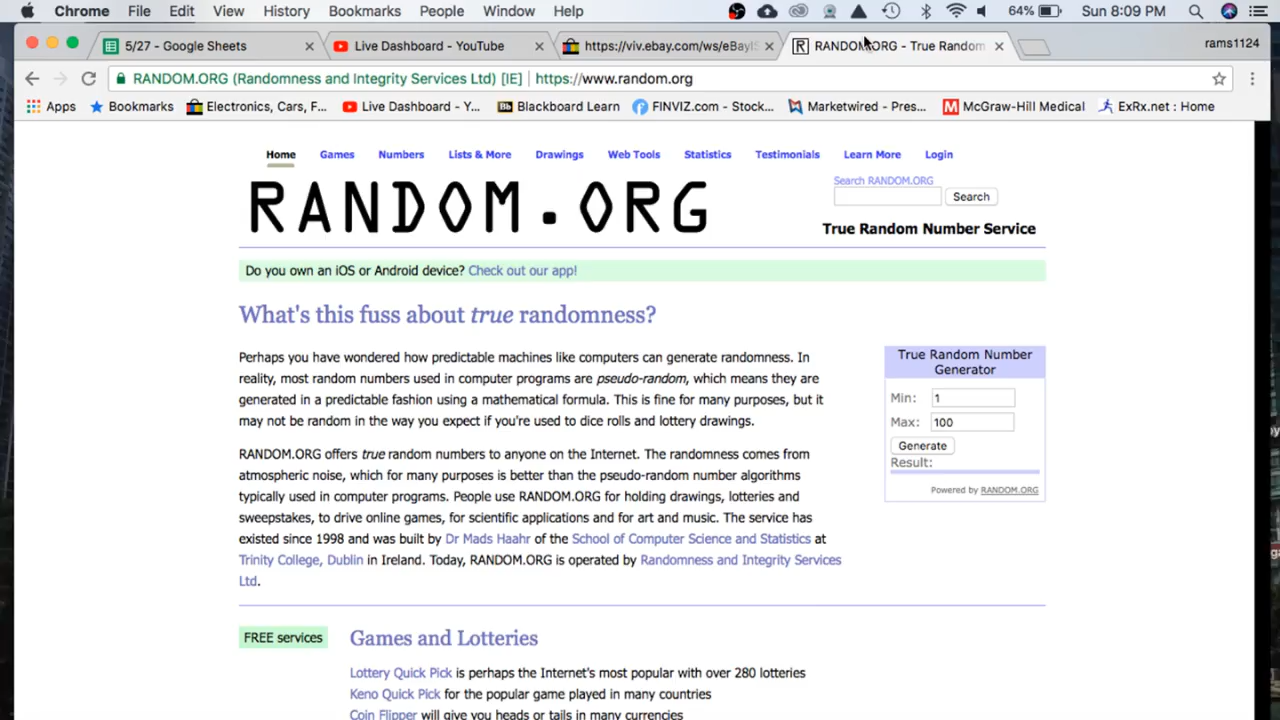 Chrome File Edit View History Bookmarks People Window Help 64% Sun 8:09 PM
5/27 - Google Sheets Live Dashboard - YouTube https://viv.ebay.com/ws/eBayIS RANDOM.ORG - True Random rams1124
RANDOM.ORG (Randomness and Integrity Services Ltd) [IE] https://www.random.org
Apps Bookmarks Electronics, Cars, F... Live Dashboard - Y... Blackboard Learn FINVIZ.com - Stock... Marketwired - Pres... McGraw-Hill Medical ExRx.net : Home
Home Games Numbers Lists & More Drawings Web Tools Statistics Testimonials Learn More Login
RANDOM.ORG
Search RANDOM.ORG
Search
True Random Number Service
Do you own an iOS or Android device? Check out our app!
What's this fuss about true randomness?
Perhaps you have wondered how predictable machines like computers can generate randomness. In
reality, most random numbers used in computer programs are pseudo-random, which means they are
generated in a predictable fashion using a mathematical formula. This is fine for many purposes, but it
may not be random in the way you expect if you're used to dice rolls and lottery drawings.
RANDOM.ORG offers true random numbers to anyone on the Internet. The randomness comes from
atmospheric noise, which for many purposes is better than the pseudo-random number algorithms
typically used in computer programs. People use RANDOM.ORG for holding drawings, lotteries and
sweepstakes, to drive online games, for scientific applications and for art and music. The service has
existed since 1998 and was built by Dr Mads Haahr of the School of Computer Science and Statistics at
Trinity College, Dublin in Ireland. Today, RANDOM.ORG is operated by Randomness and Integrity Services
Ltd.
True Random Number
Generator
Min: 1
Max: 100
Generate
Result:
Powered by RANDOM.ORG
FREE services
Games and Lotteries
Lottery Quick Pick is perhaps the Internet's most popular with over 280 lotteries
Keno Quick Pick for the popular game played in many countries
Coin Flipper will give you heads or tails in many currencies